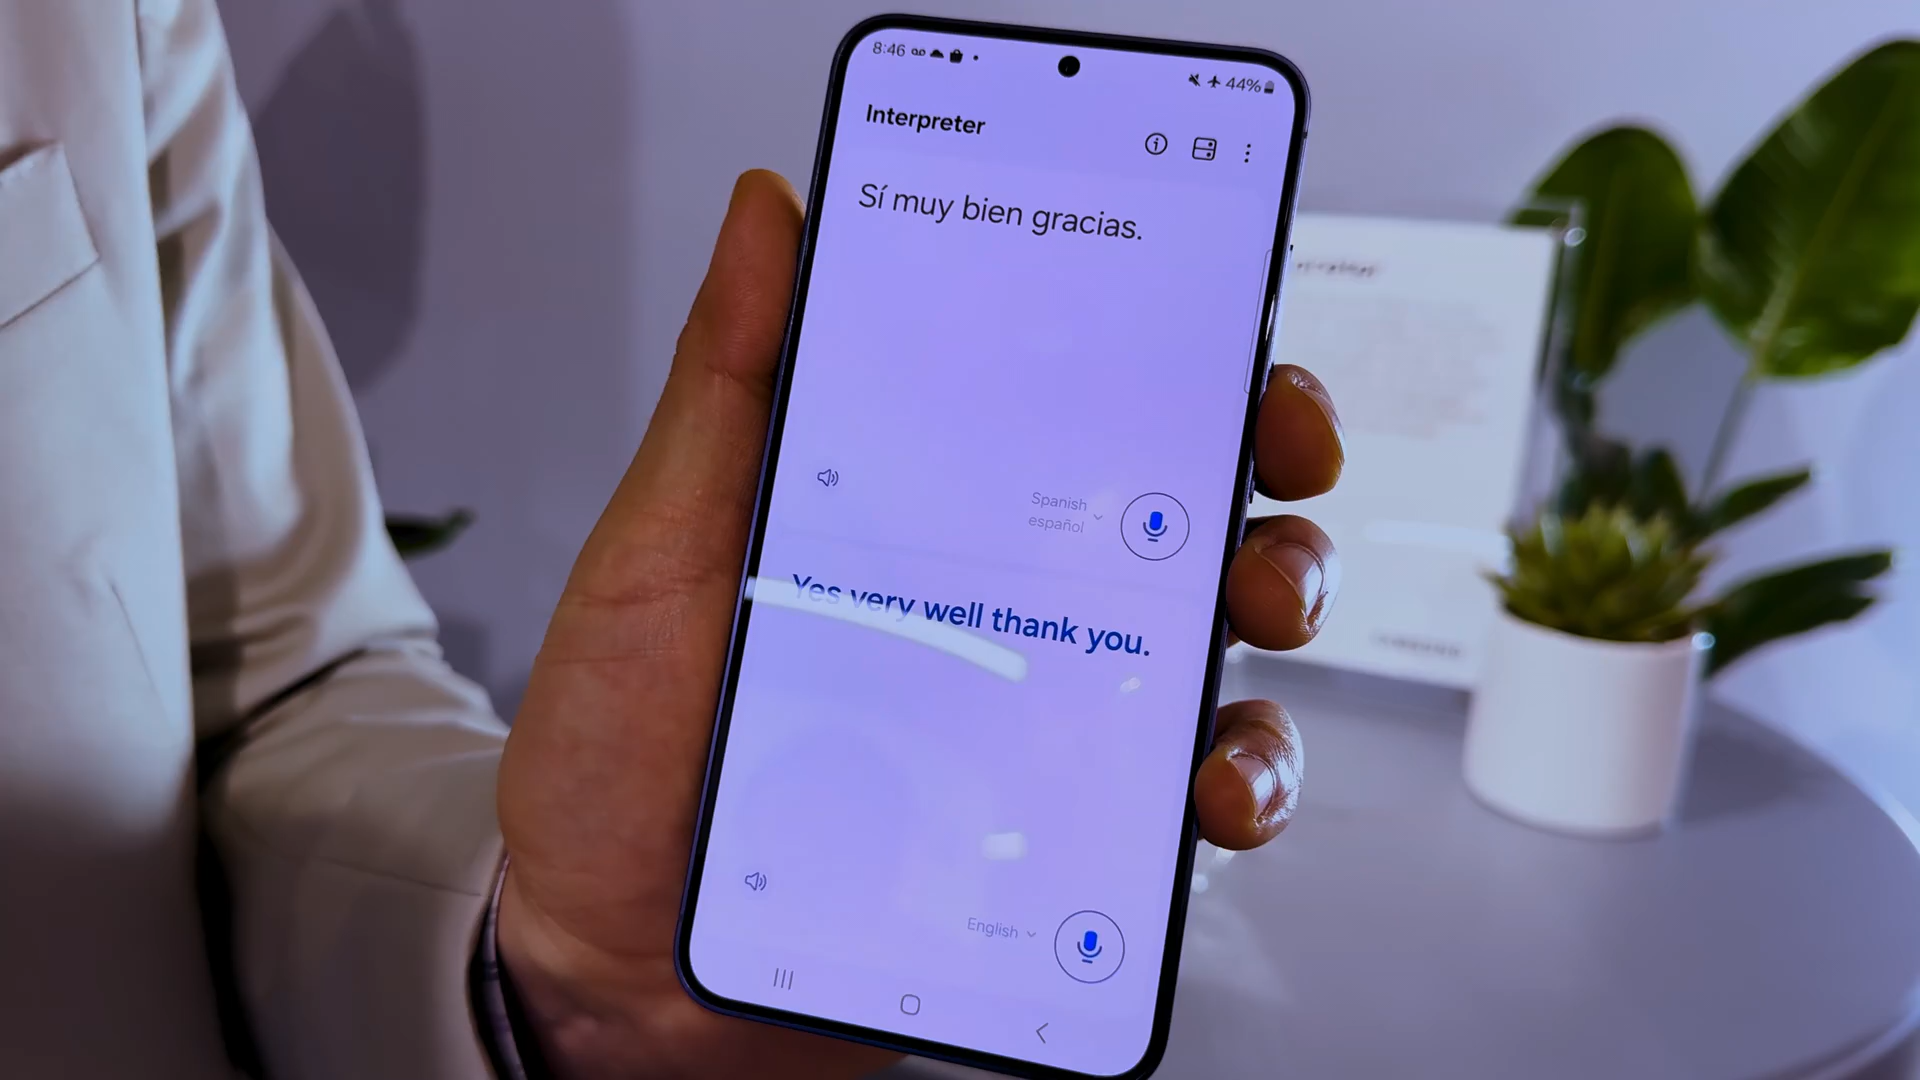 8:46
44%
Interpreter
Sí muy bien gracias.
Spanish
español
Yes very well thank you.
English